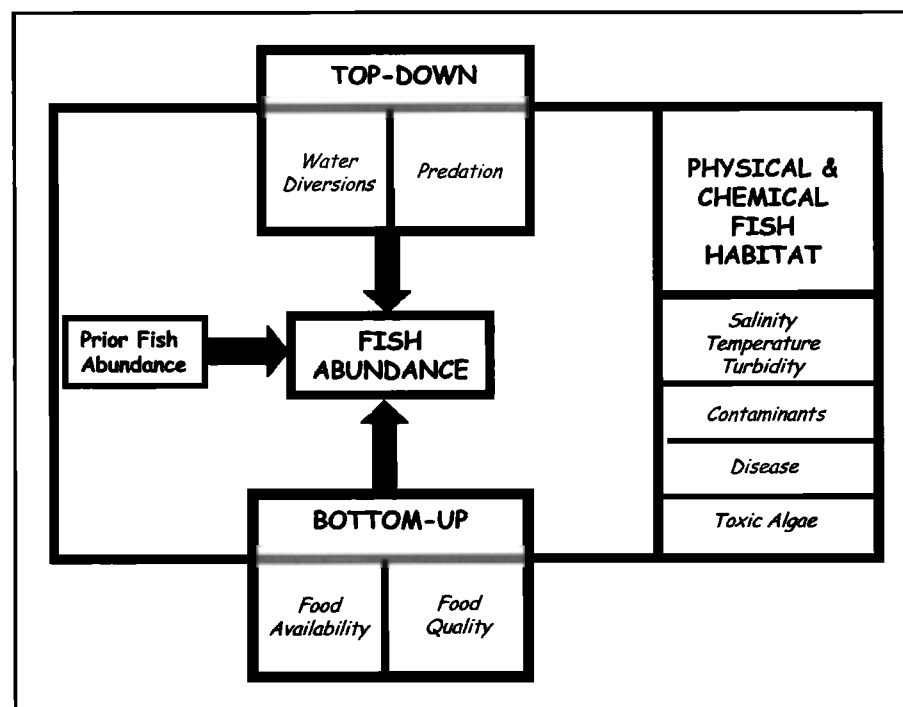 TOP-DOWN
Water
Diversions
Predation
PHYSICAL &
CHEMICAL
FISH
HABITAT
Prior Fish
Abundance
FISH
ABUNDANCE
Salinity
Temperature
Turbidity
Contaminants
Disease
Toxic Algae
BOTTOM-UP
Food
Availability
Food
Quality